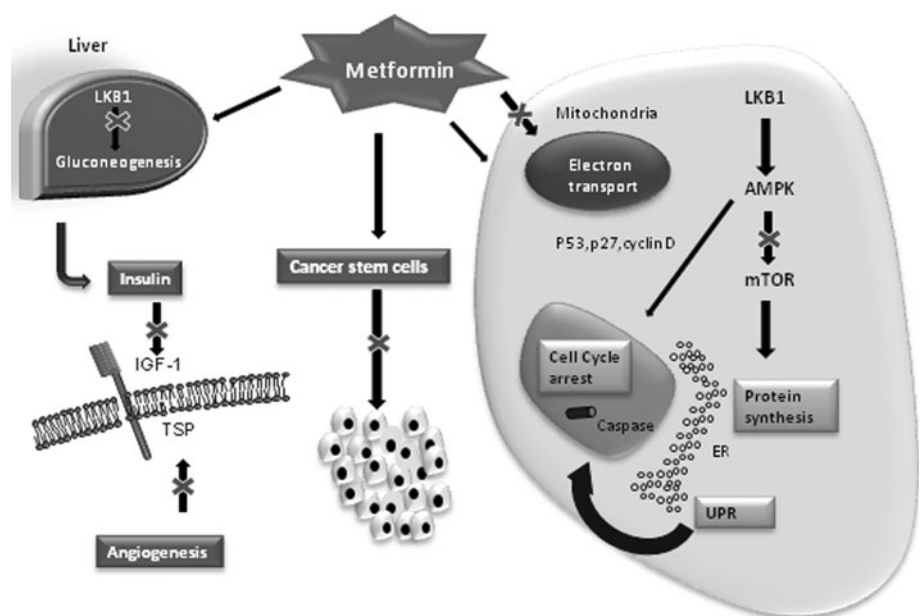 Liver
Metformin
LKB1
Gluconeogenesis
Insulin
IGF-1
TSP
Angiogenesis
Cancer stem cells
Mitochondria
Electron
transport
LKB1
AMPK
P53,p27,cyclin D
mTOR
Cell Cycle
arrest
Caspase
Protein
synthesis
ER
UPR